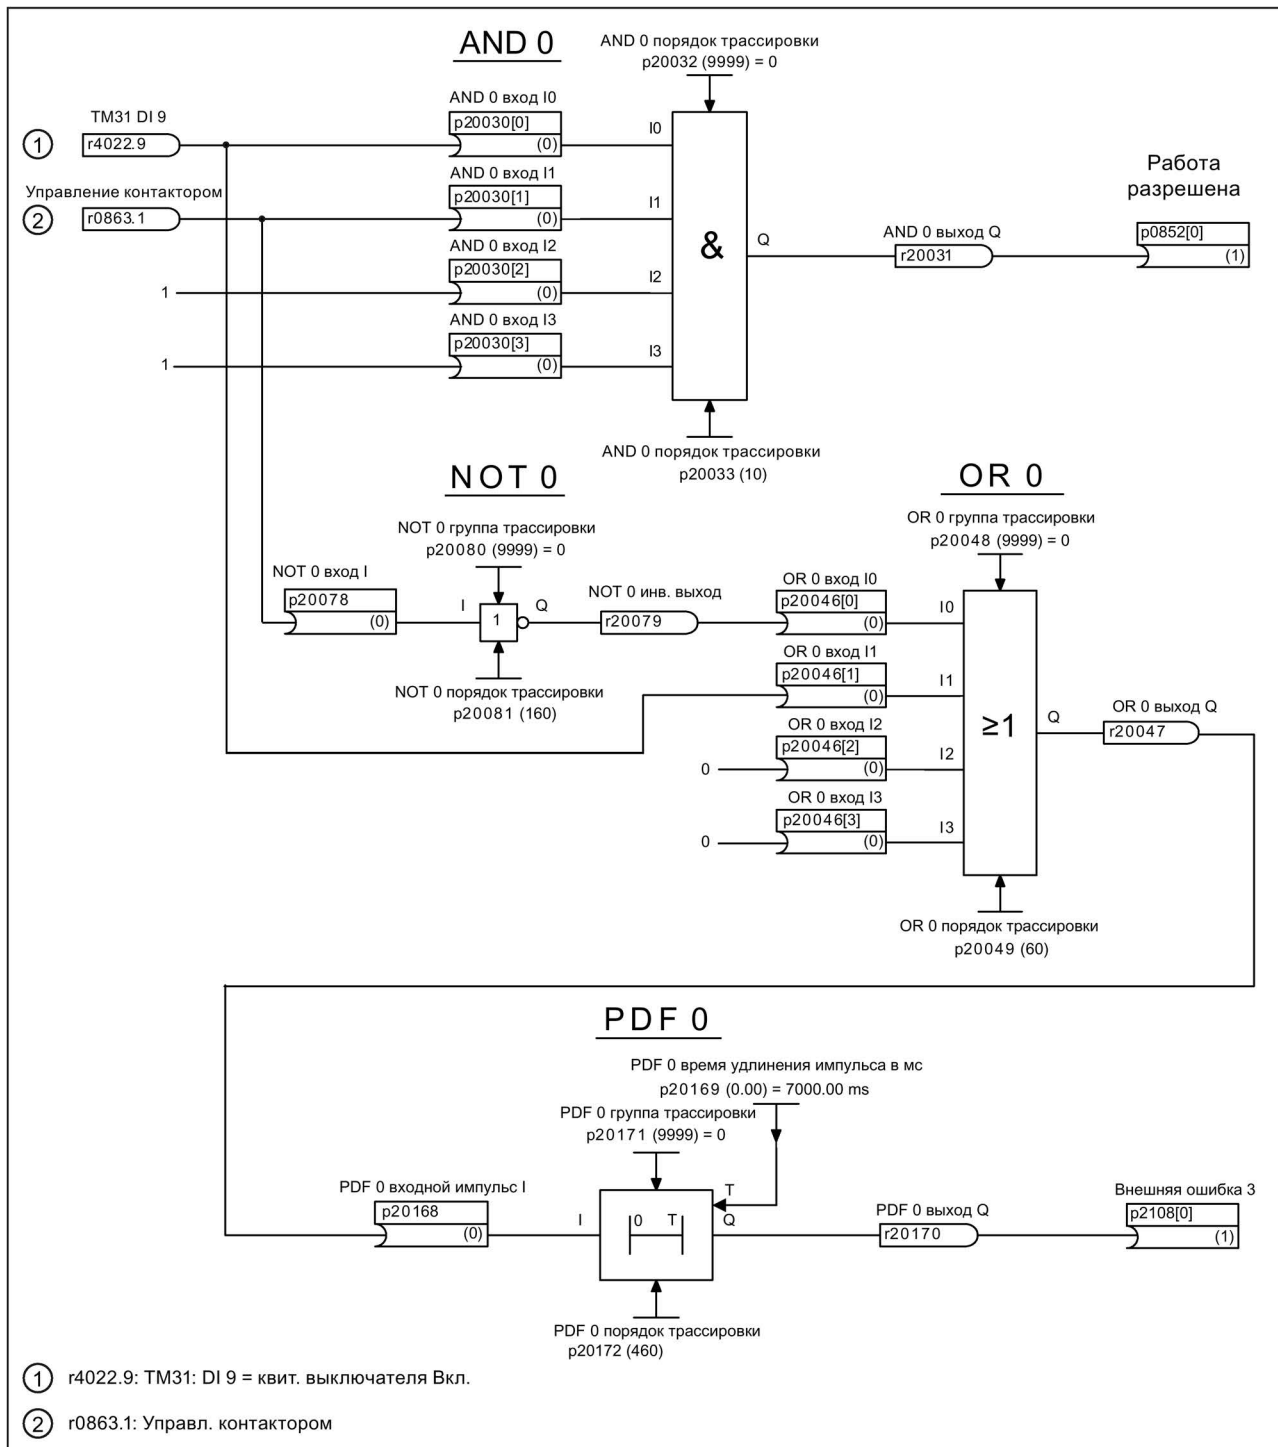 AND 0
AND 0 порядок трассировки
p20032 (9999) = 0
TM31 DI 9
1
r4022.9
AND 0 вход I0
p20030[0]
(0)
I0
Управление контактором
2
r0863.1
AND 0 вход I1
p20030[1]
(0)
I1
AND 0 вход I2
p20030[2]
1
(0)
I2
AND 0 вход I3
p20030[3]
1
(0)
I3
&
Q
AND 0 выход Q
r20031
Работа
разрешена
p0852[0]
(1)
AND 0 порядок трассировки
p20033 (10)
NOT 0
NOT 0 группа трассировки
p20080 (9999) = 0
NOT 0 вход I
p20078
(0)
I
1
Q
NOT 0 инв. выход
r20079
NOT 0 порядок трассировки
p20081 (160)
OR 0
OR 0 группа трассировки
p20048 (9999) = 0
OR 0 вход I0
p20046[0]
(0)
I0
OR 0 вход I1
p20046[1]
(0)
I1
OR 0 вход I2
p20046[2]
0
(0)
I2
OR 0 вход I3
p20046[3]
0
(0)
I3
≥1
Q
OR 0 выход Q
r20047
OR 0 порядок трассировки
p20049 (60)
PDF 0
PDF 0 время удлинения импульса в мс
p20169 (0.00) = 7000.00 ms
PDF 0 группа трассировки
p20171 (9999) = 0
PDF 0 входной импульс I
p20168
(0)
I
0
T
T
Q
PDF 0 выход Q
r20170
Внешняя ошибка 3
p2108[0]
(1)
PDF 0 порядок трассировки
p20172 (460)
1 r4022.9: TM31: DI 9 = квит. выключателя Вкл.
2 r0863.1: Управл. контактором